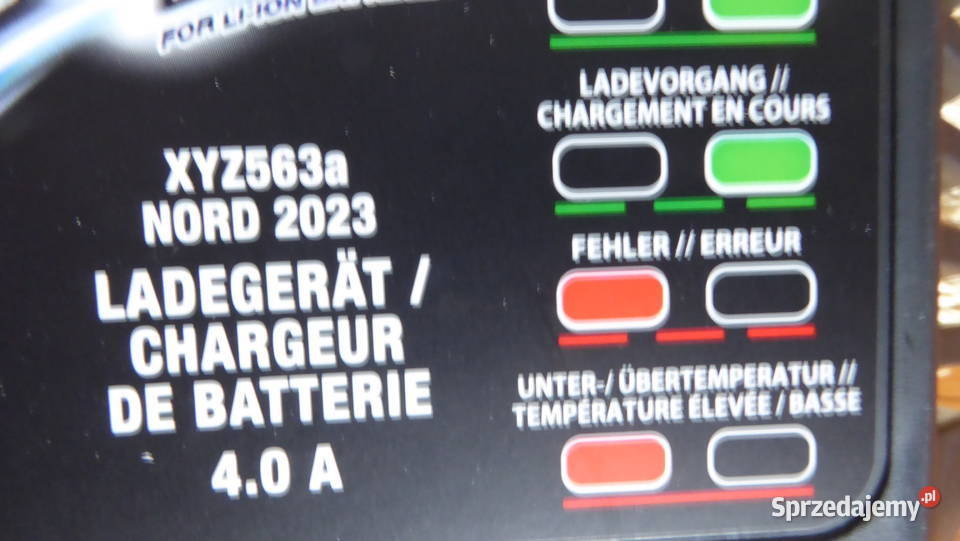 FOR LI-ION
XYZ563a
NORD 2023
LADEGERÄT /
CHARGEUR
DE BATTERIE
4.0 A
LADEVORGANG //
CHARGEMENT EN COURS
FEHLER // ERREUR
UNTER-/ ÜBERTEMPERATUR //
TEMPÉRATURE ÉLEVÉE / BASSE
Sprzedajemy.pl